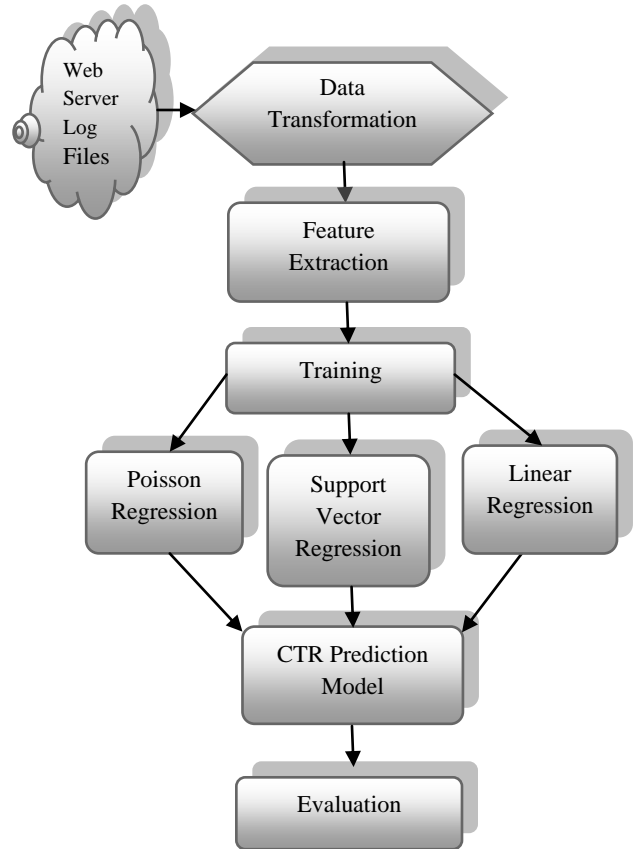 Web
Server
Log
Files
Data
Transformation
Feature
Extraction
Training
Poisson
Regression
Support
Vector
Regression
Linear
Regression
CTR Prediction
Model
Evaluation